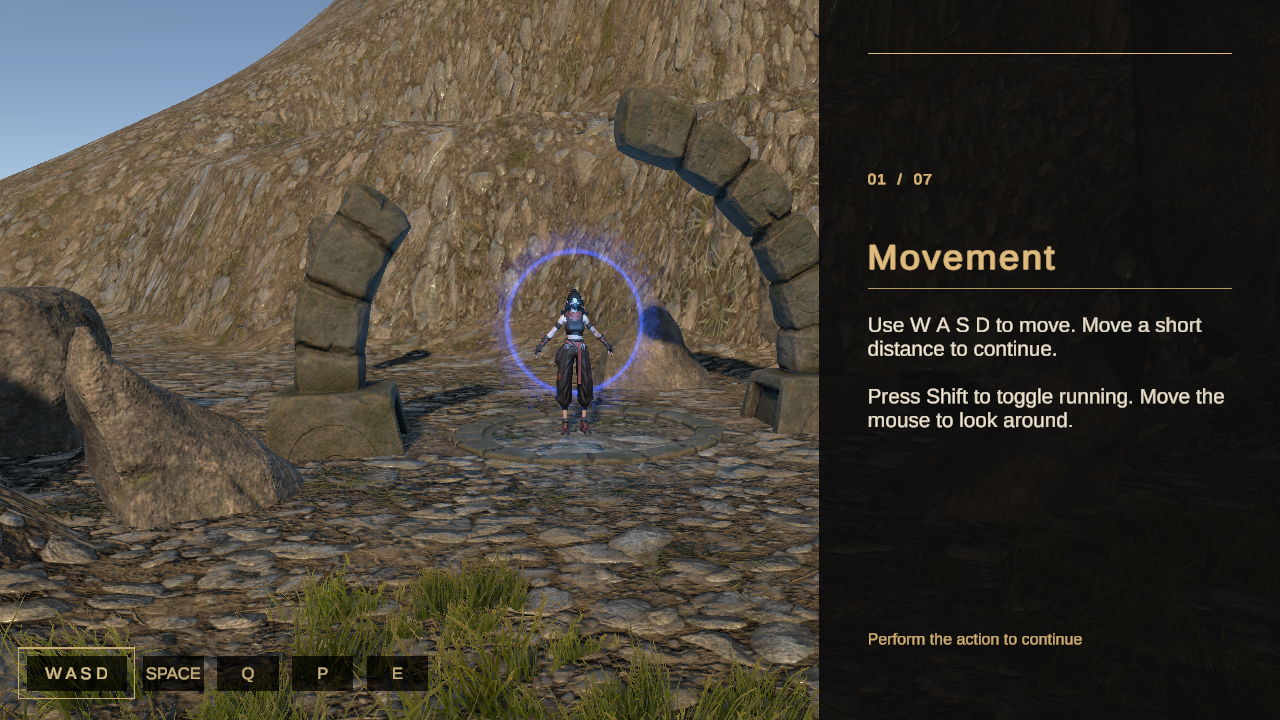 01 / 07
Movement
Use W A S D to move. Move a short
distance to continue.
Press Shift to toggle running. Move the
mouse to look around.
Perform the action to continue
WASD SPACE Q P E